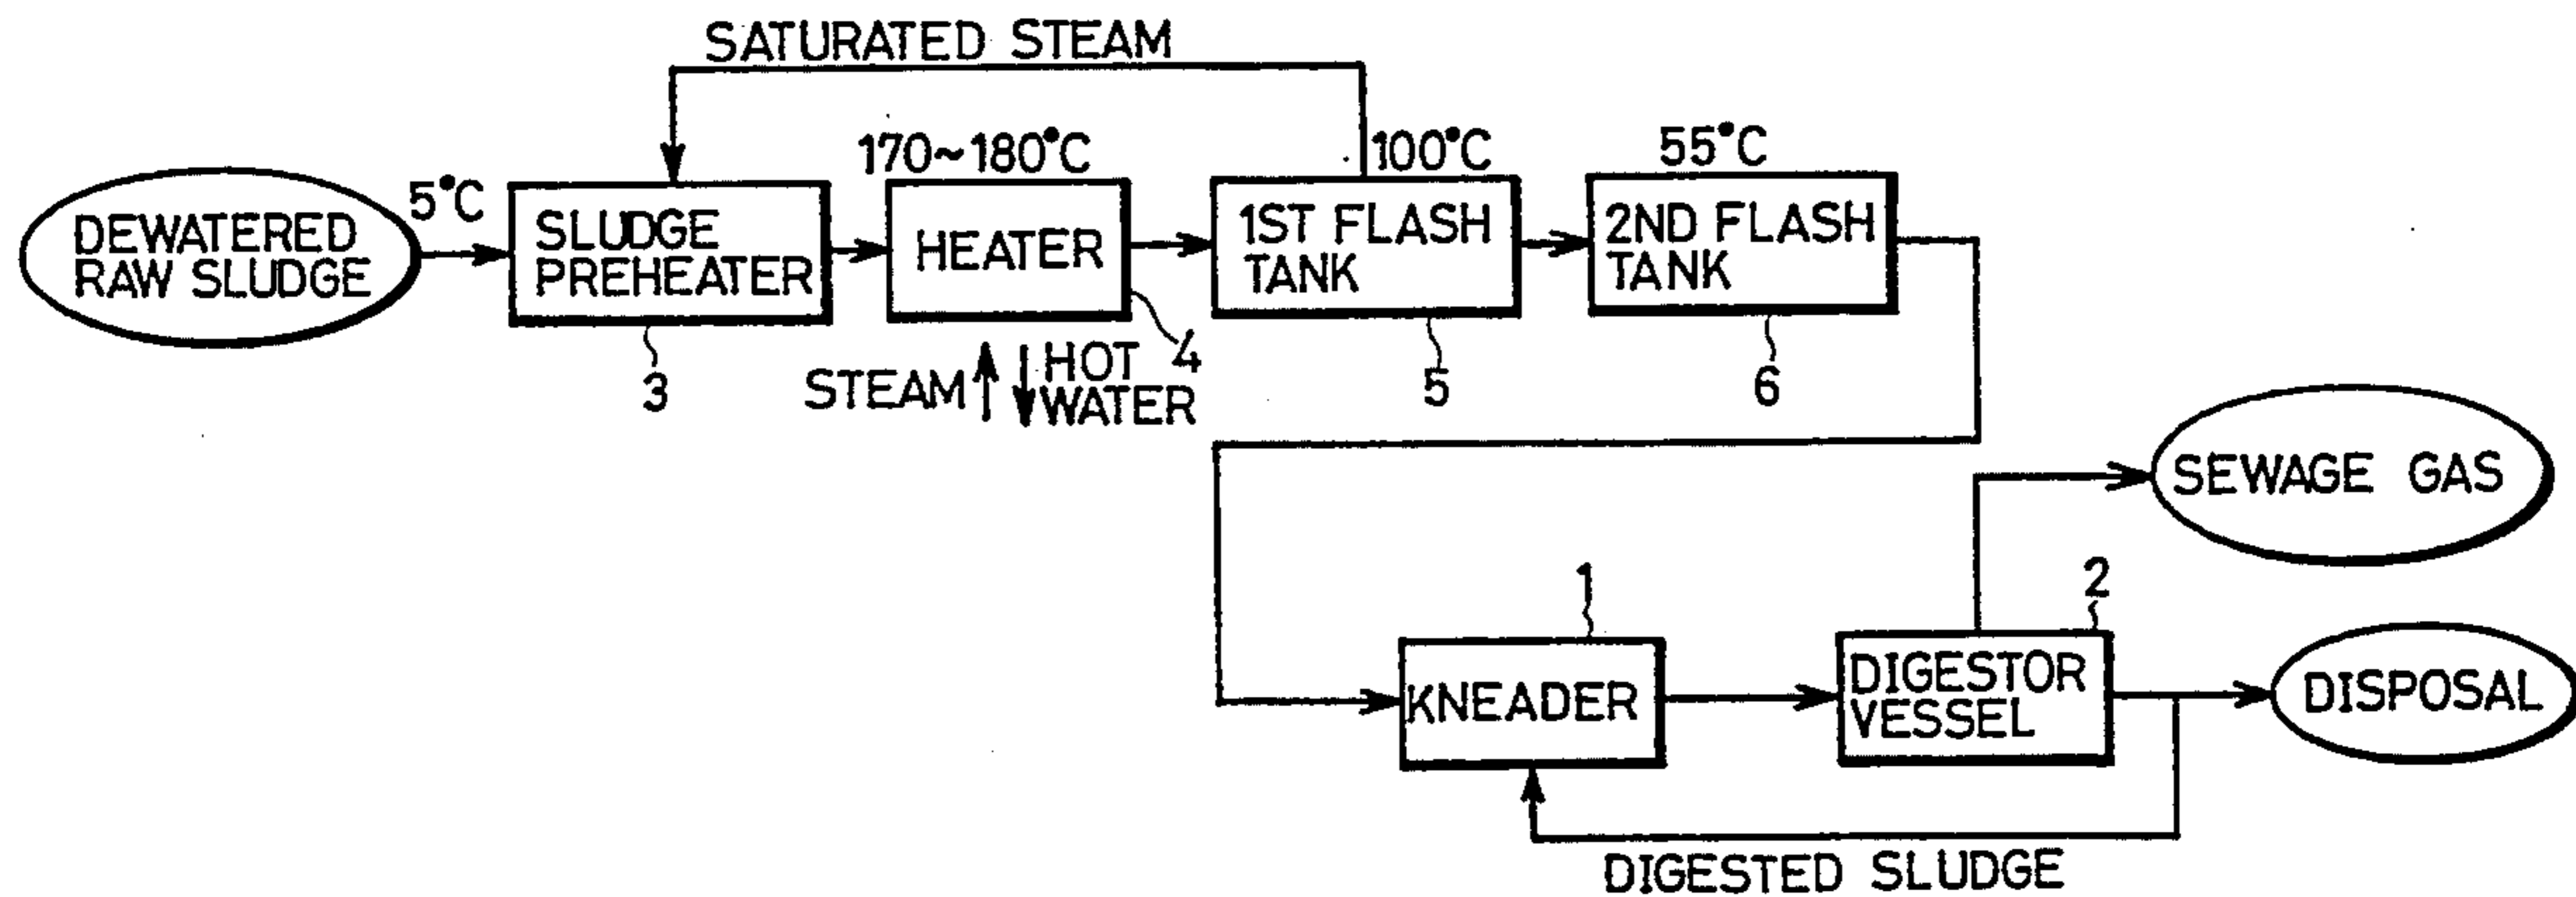 SATURATED STEAM
5°C
170~180°C
100°C
55°C
DEWATERED
RAW SLUDGE
SLUDGE
PREHEATER
HEATER
1ST FLASH
TANK
2ND FLASH
TANK
3
STEAM
HOT
WATER
4
5
6
SEWAGE GAS
1
2
KNEADER
DIGESTOR
VESSEL
DISPOSAL
DIGESTED SLUDGE